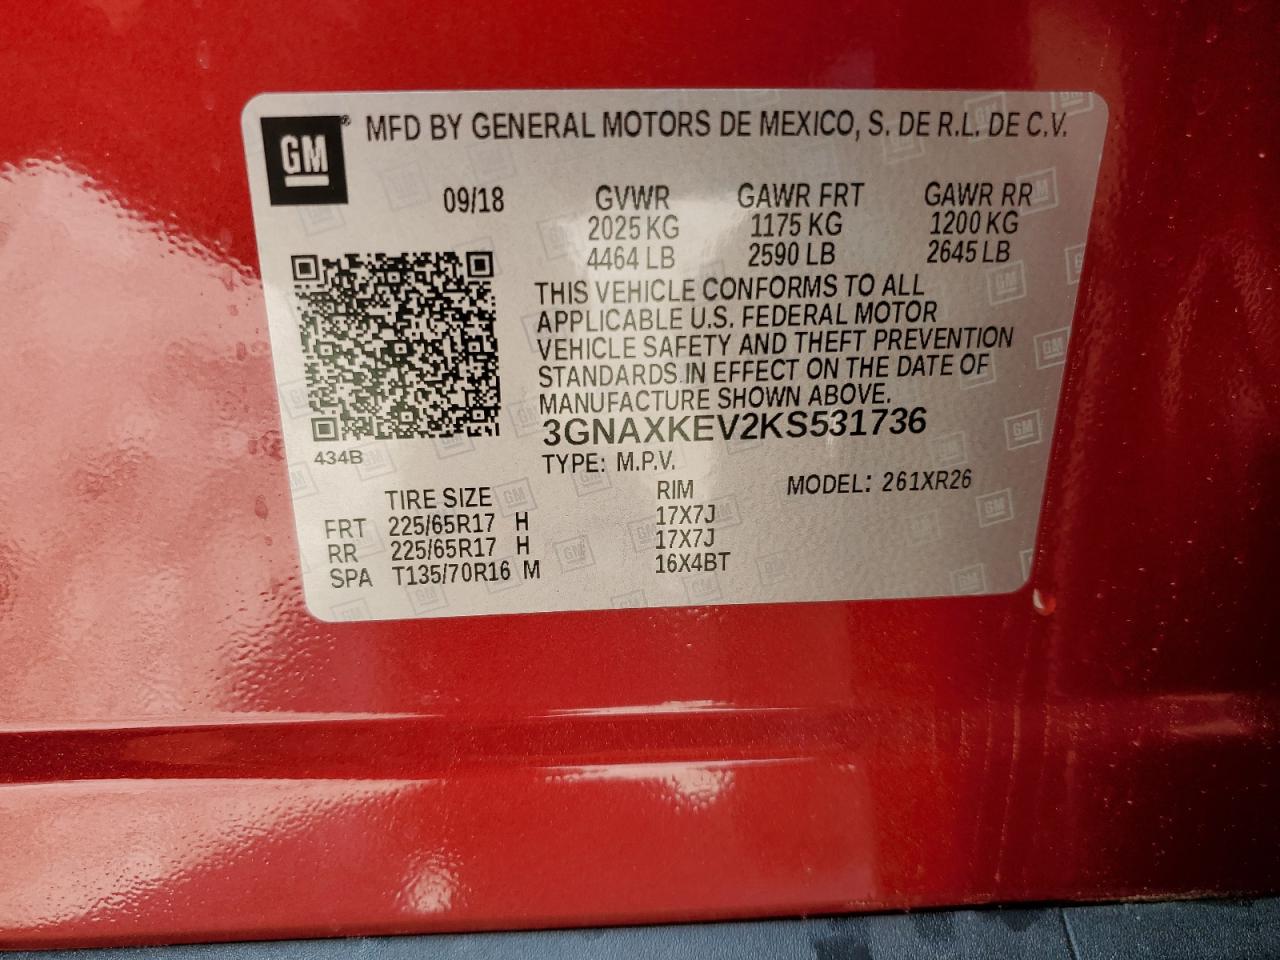 GM® MFD BY GENERAL MOTORS DE MEXICO, S. DE R.L. DE C.V.
09/18 GVWR GAWR FRT GAWR RR
2025 KG 1175 KG 1200 KG
4464 LB 2590 LB 2645 LB
THIS VEHICLE CONFORMS TO ALL
APPLICABLE U.S. FEDERAL MOTOR
VEHICLE SAFETY AND THEFT PREVENTION
STANDARDS IN EFFECT ON THE DATE OF
MANUFACTURE SHOWN ABOVE.
3GNAXKEV2KS531736
434B
TYPE: M.P.V.
MODEL: 261XR26
TIRE SIZE RIM
FRT 225/65R17 H 17X7J
RR 225/65R17 H 17X7J
SPA T135/70R16 M 16X4BT